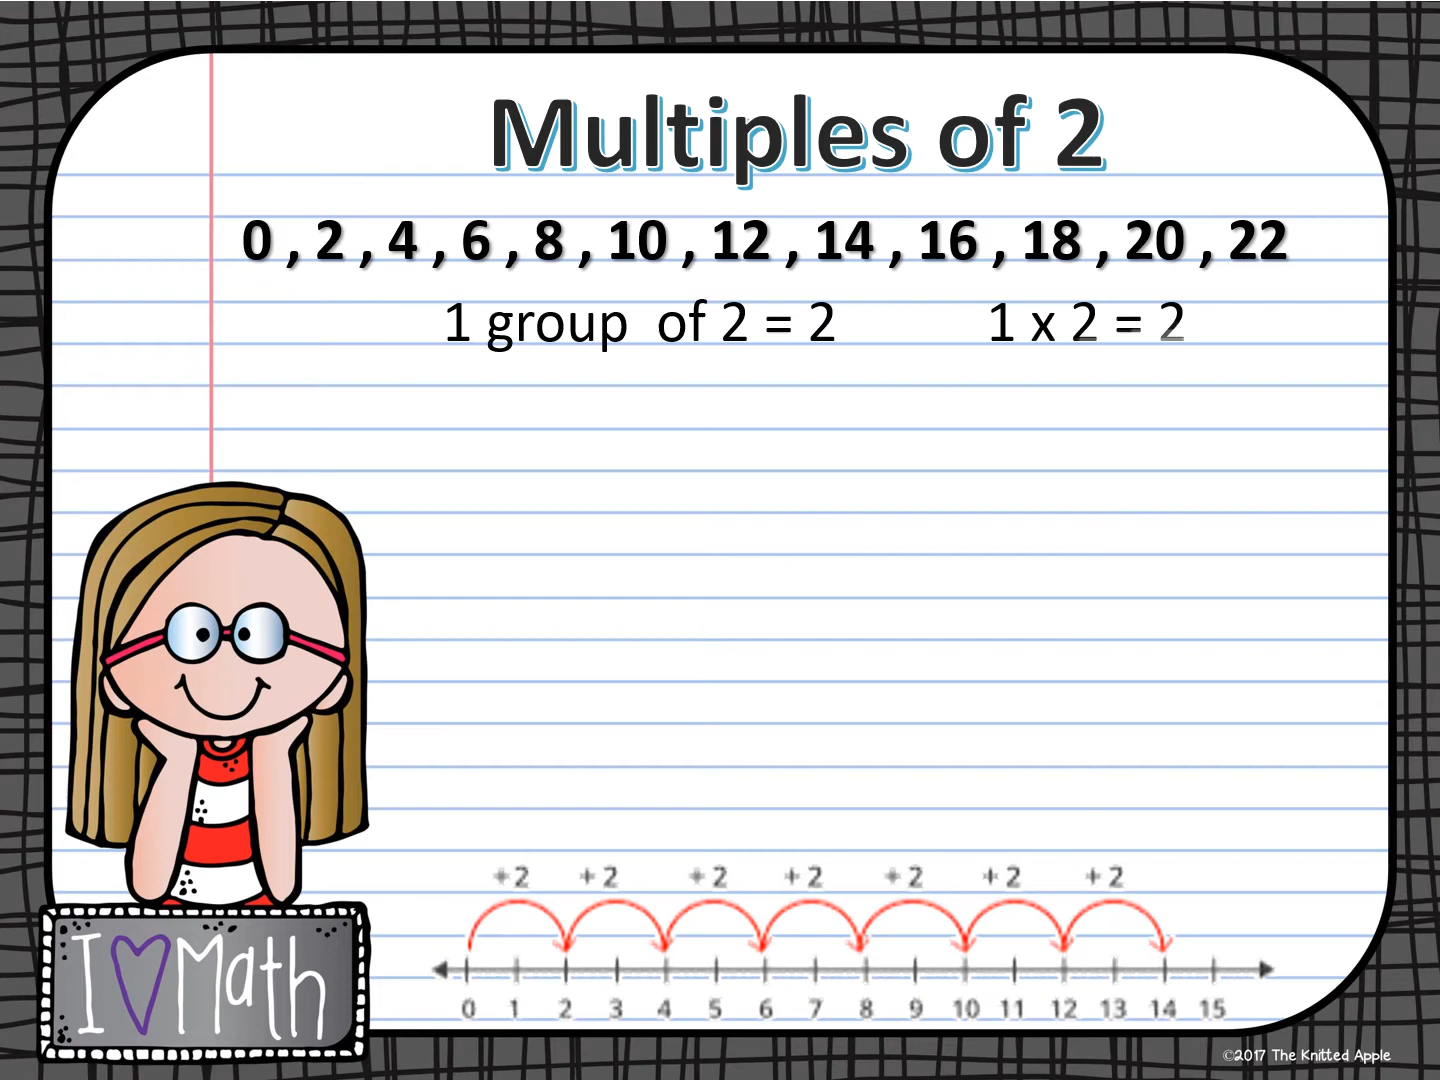 Multiples of 2
0 , 2 , 4 , 6 , 8 , 10 , 12 , 14 , 16 , 18 , 20 , 22
1 group of 2 = 2 1 x 2 = 2
+2 +2 +2 +2 +2 +2 +2
0 1 2 3 4 5 6 7 8 9 10 11 12 13 14 15
I Math
©2017 The Knitted Apple